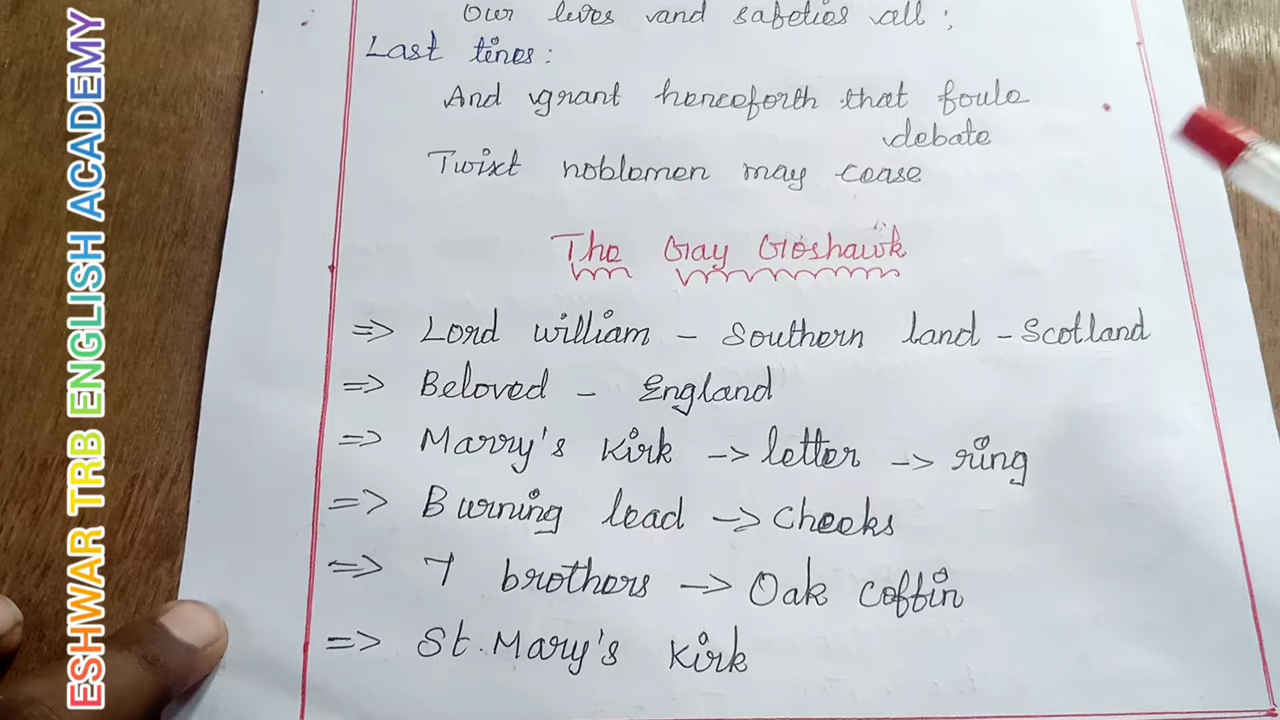 Our lives and safeties all;
Last lines:
And grant henceforth that foule
debate
Twixt noblemen may cease
The Gay Goshawk
=> Lord william - Southern land - Scotland
=> Beloved - England
=> Marry's Kirk -> letter -> ring
=> Burning lead -> cheeks
=> 7 brothers -> Oak coffin
=> St. Mary's Kirk
ESHWAR TRB ENGLISH ACADEMY